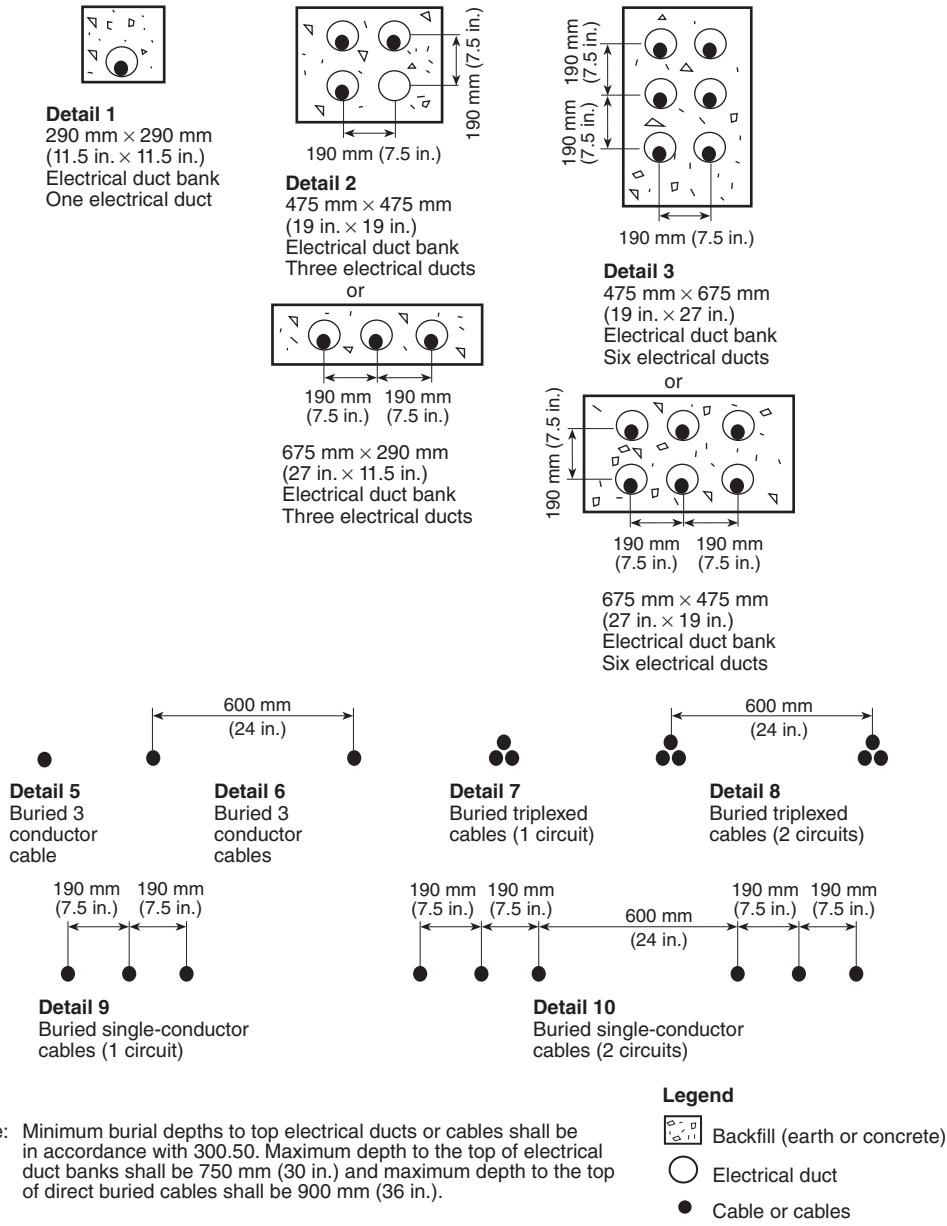 Detail 1
290 mm × 290 mm
(11.5 in. × 11.5 in.)
Electrical duct bank
One electrical duct
190 mm (7.5 in.)
190 mm (7.5 in.)
Detail 2
475 mm × 475 mm
(19 in. × 19 in.)
Electrical duct bank
Three electrical ducts
or
190 mm
(7.5 in.)
190 mm
(7.5 in.)
675 mm × 290 mm
(27 in. × 11.5 in.)
Electrical duct bank
Three electrical ducts
190 mm
(7.5 in.)
190 mm
(7.5 in.)
190 mm (7.5 in.)
Detail 3
475 mm × 675 mm
(19 in. × 27 in.)
Electrical duct bank
Six electrical ducts
or
190 mm (7.5 in.)
190 mm
(7.5 in.)
190 mm
(7.5 in.)
675 mm × 475 mm
(27 in. × 19 in.)
Electrical duct bank
Six electrical ducts
Detail 5
Buried 3
conductor
cable
600 mm
(24 in.)
Detail 6
Buried 3
conductor
cables
Detail 7
Buried triplexed
cables (1 circuit)
600 mm
(24 in.)
Detail 8
Buried triplexed
cables (2 circuits)
190 mm
(7.5 in.)
190 mm
(7.5 in.)
Detail 9
Buried single-conductor
cables (1 circuit)
190 mm
(7.5 in.)
190 mm
(7.5 in.)
600 mm
(24 in.)
190 mm
(7.5 in.)
190 mm
(7.5 in.)
Detail 10
Buried single-conductor
cables (2 circuits)
e: Minimum burial depths to top electrical ducts or cables shall be
in accordance with 300.50. Maximum depth to the top of electrical
duct banks shall be 750 mm (30 in.) and maximum depth to the top
of direct buried cables shall be 900 mm (36 in.).
Legend
Backfill (earth or concrete)
Electrical duct
Cable or cables